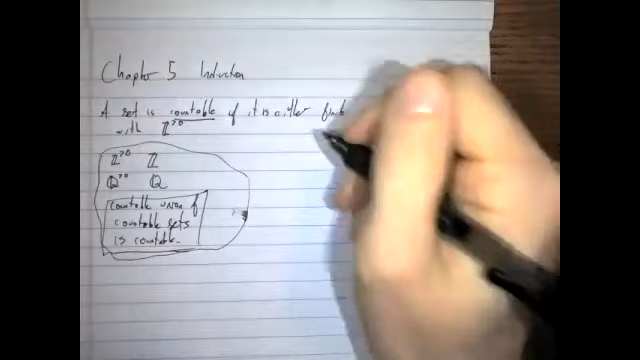 Chapter 5 Induction
A set is countable if it is either finite
with ℤ^>0
ℤ^>0 ℤ
ℚ^>0 ℚ
countable union of
countable sets
is countable.